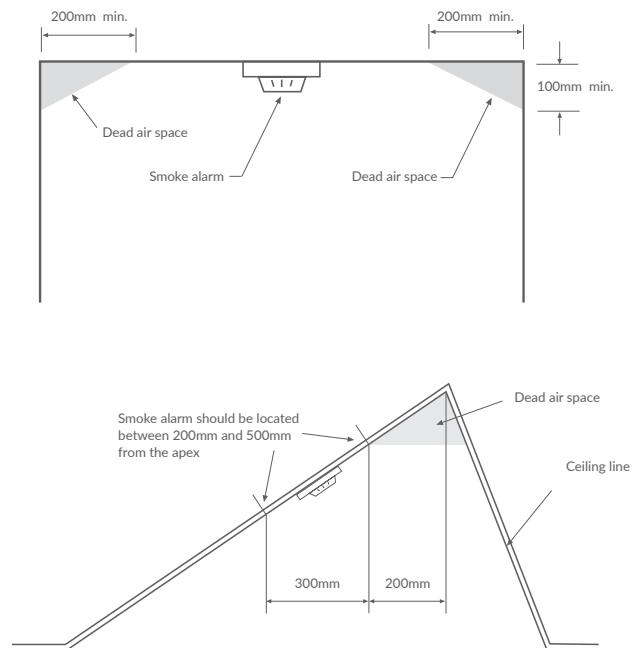 200mm  min.
200mm  min.
100mm  min.
Dead air space
Smoke alarm
Dead air space
Dead air space
Smoke alarm should be located
between 200mm and 500mm
from the apex
Ceiling line
300mm
200mm